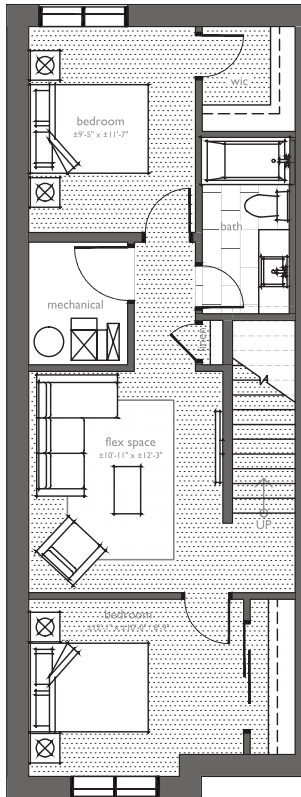 wic
bedroom
±9'-5" x ±11'-7"
bath
mechanical
linen
flex space
±10'-11" x ±12'-3"
UP
bedroom